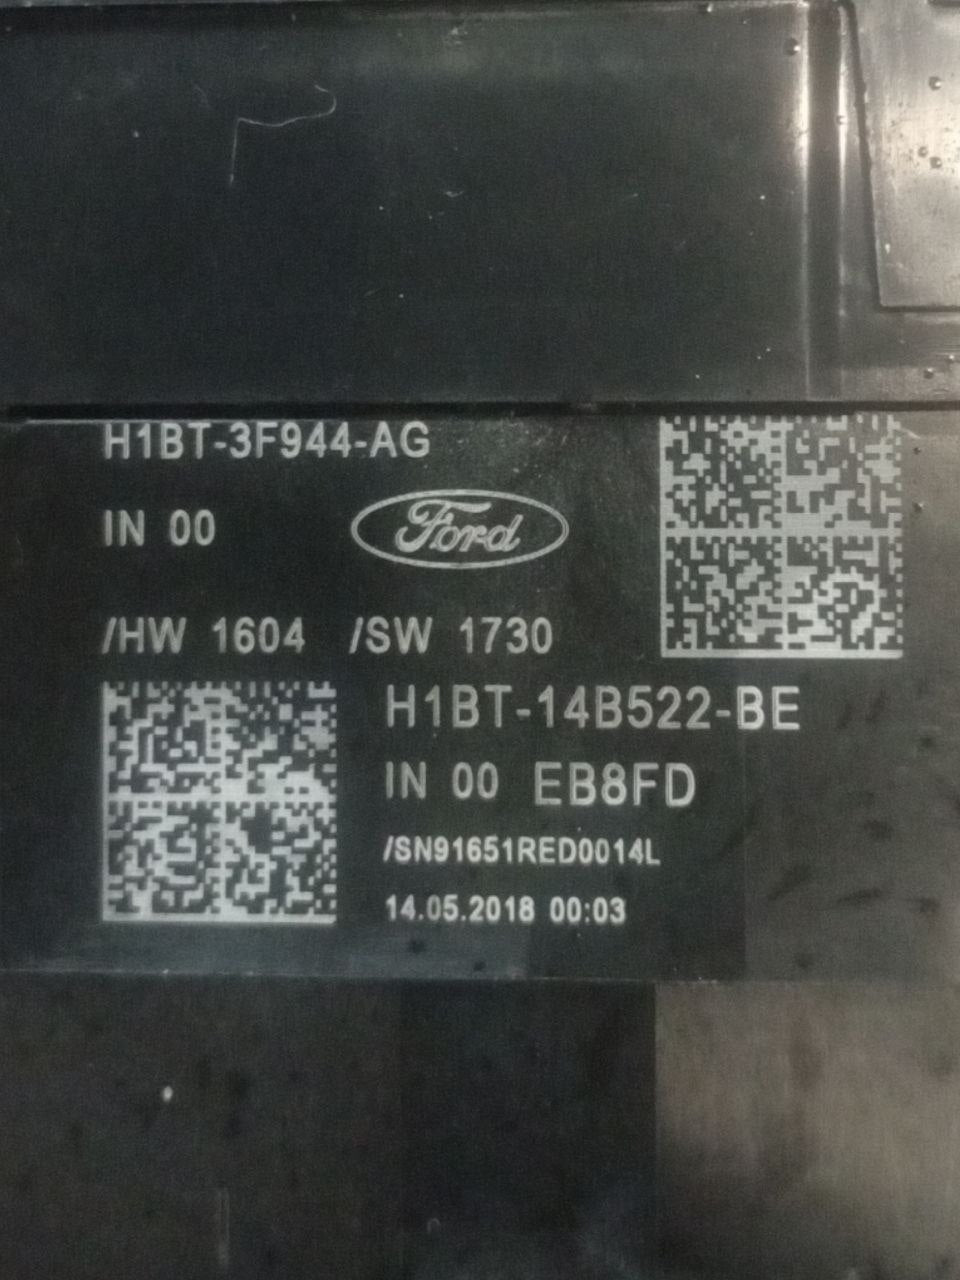 H1BT-3F944-AG
IN 00
Ford
/HW 1604 /SW 1730
H1BT-14B522-BE
IN 00 EB8FD
/SN91651RED0014L
14.05.2018 00:03